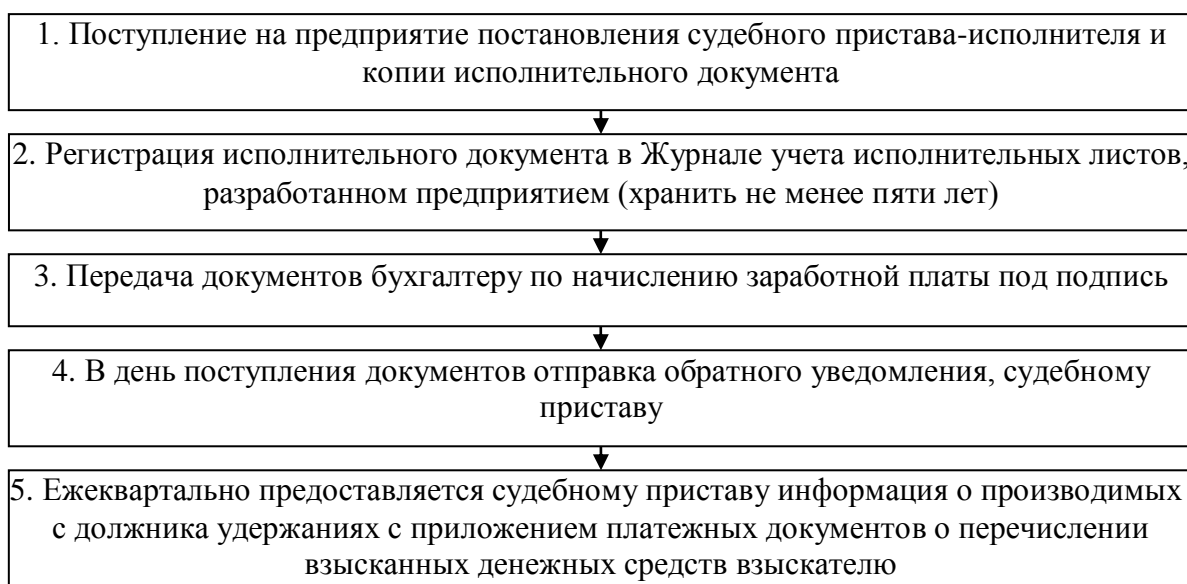 1. Поступление на предприятие постановления судебного пристава-исполнителя и
копии исполнительного документа
2. Регистрация исполнительного документа в Журнале учета исполнительных листов,
разработанном предприятием (хранить не менее пяти лет)
3. Передача документов бухгалтеру по начислению заработной платы под подпись
4. В день поступления документов отправка обратного уведомления, судебному
приставу
5. Ежеквартально предоставляется судебному приставу информация о производимых
с должника удержаниях с приложением платежных документов о перечислении
взысканных денежных средств взыскателю